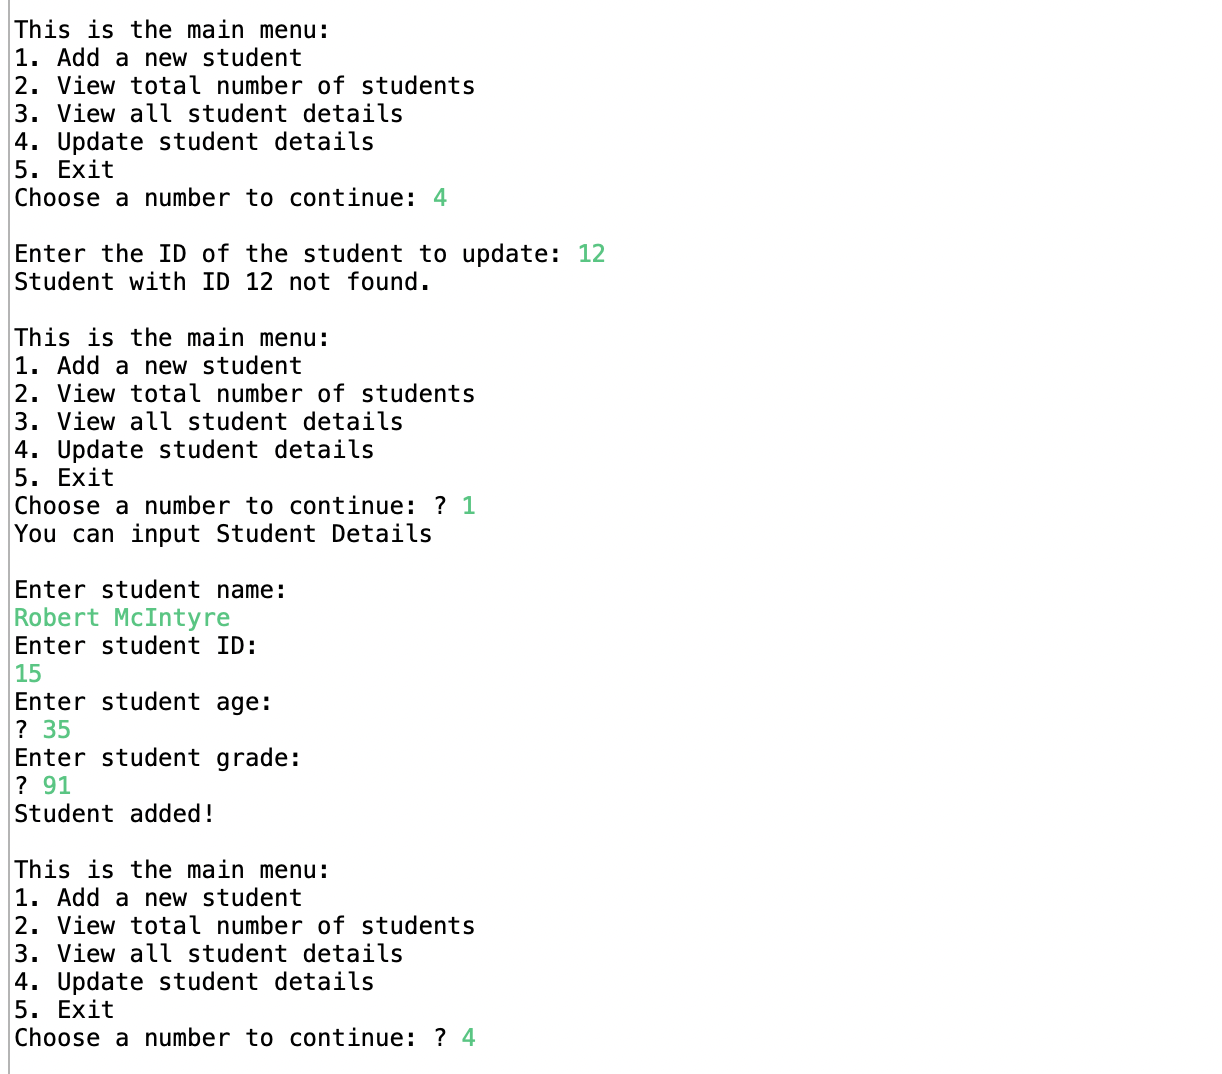 This is the main menu:
1. Add a new student
2. View total number of students
3. View all student details
4. Update student details
5. Exit
Choose a number to continue: 4
Enter the ID of the student to update: 12
Student with ID 12 not found.
This is the main menu:
1. Add a new student
2. View total number of students
3. View all student details
4. Update student details
5. Exit
Choose a number to continue: ? 1
You can input Student Details
Enter student name:
Robert McIntyre
Enter student ID:
15
Enter student age:
? 35
Enter student grade:
? 91
Student added!
This is the main menu:
1. Add a new student
2. View total number of students
3. View all student details
4. Update student details
5. Exit
Choose a number to continue: ? 4